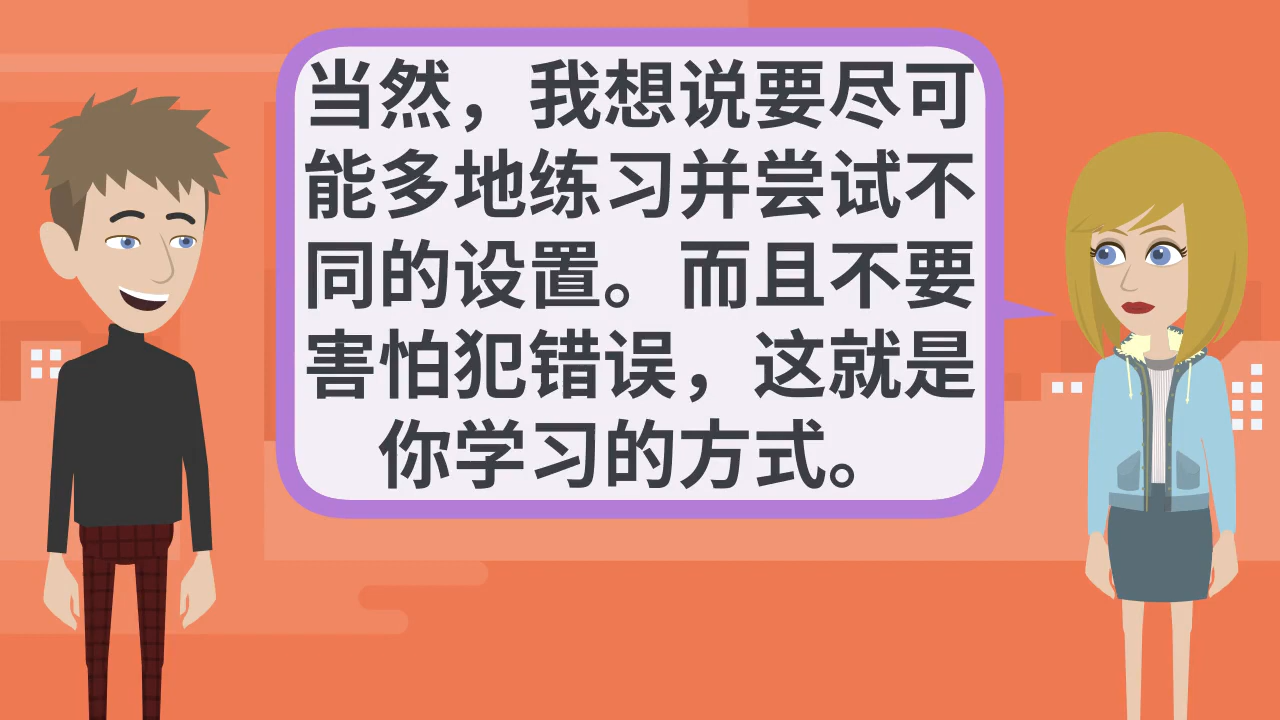 当然，我想说要尽可
能多地练习并尝试不
同的设置。而且不要
害怕犯错误，这就是
你学习的方式。